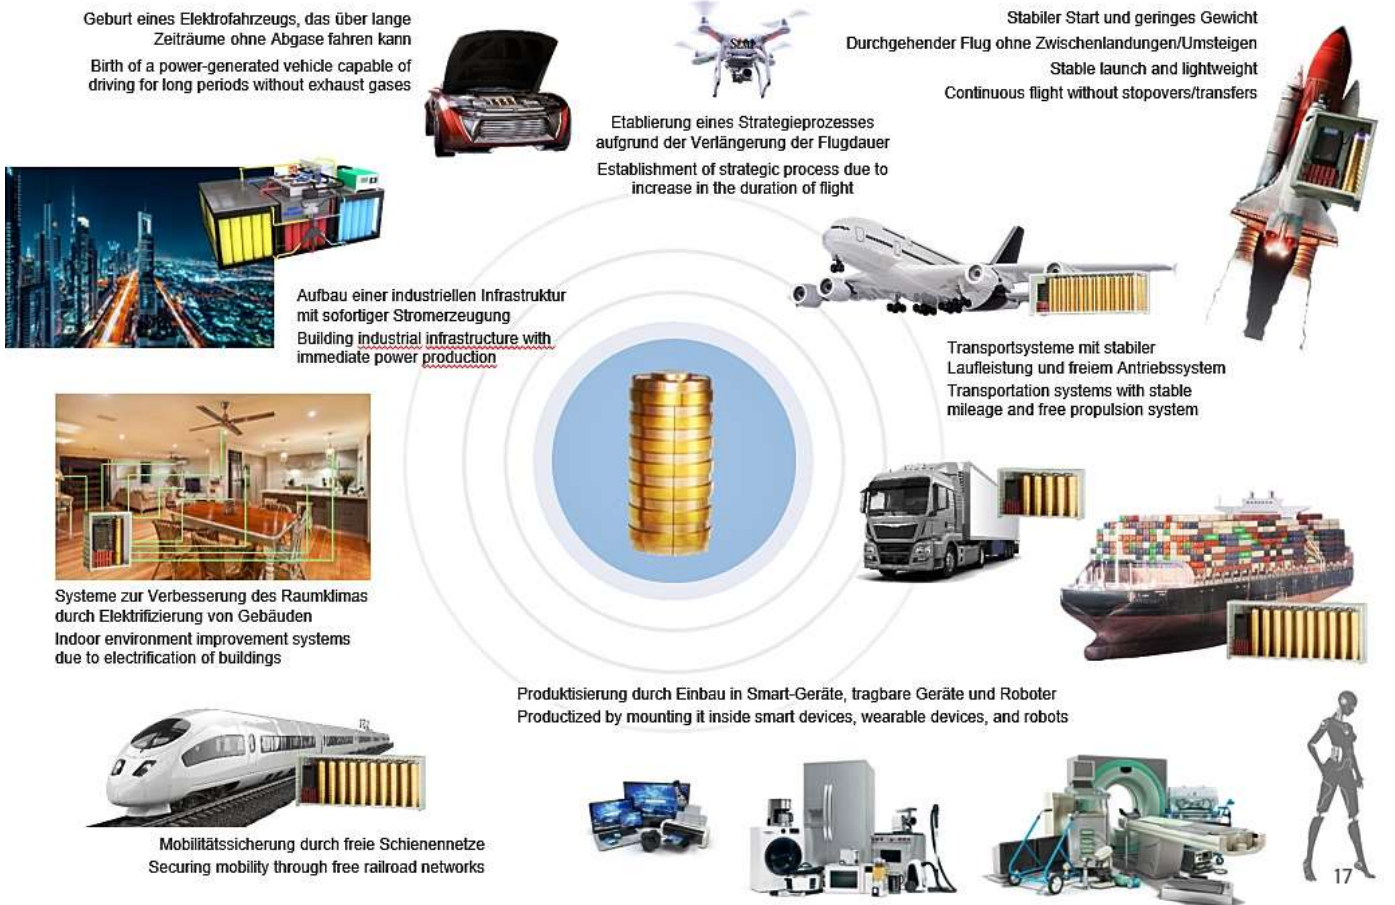 Geburt eines Elektrofahrzeugs, das über lange
Zeiträume ohne Abgase fahren kann
Birth of a power-generated vehicle capable of
driving for long periods without exhaust gases
Etablierung eines Strategieprozesses
aufgrund der Verlängerung der Flugdauer
Establishment of strategic process due to
increase in the duration of flight
Stabiler Start und geringes Gewicht
Durchgehender Flug ohne Zwischenlandungen/Umsteigen
Stable launch and lightweight
Continuous flight without stopovers/transfers
Aufbau einer industriellen Infrastruktur
mit sofortiger Stromerzeugung
Building industrial infrastructure with
immediate power production
Transportsysteme mit stabiler
Laufleistung und freiem Antriebssystem
Transportation systems with stable
mileage and free propulsion system
Systeme zur Verbesserung des Raumklimas
durch Elektrifizierung von Gebäuden
Indoor environment improvement systems
due to electrification of buildings
Produktisierung durch Einbau in Smart-Geräte, tragbare Geräte und Roboter
Productized by mounting it inside smart devices, wearable devices, and robots
Mobilitätssicherung durch freie Schienennetze
Securing mobility through free railroad networks
17